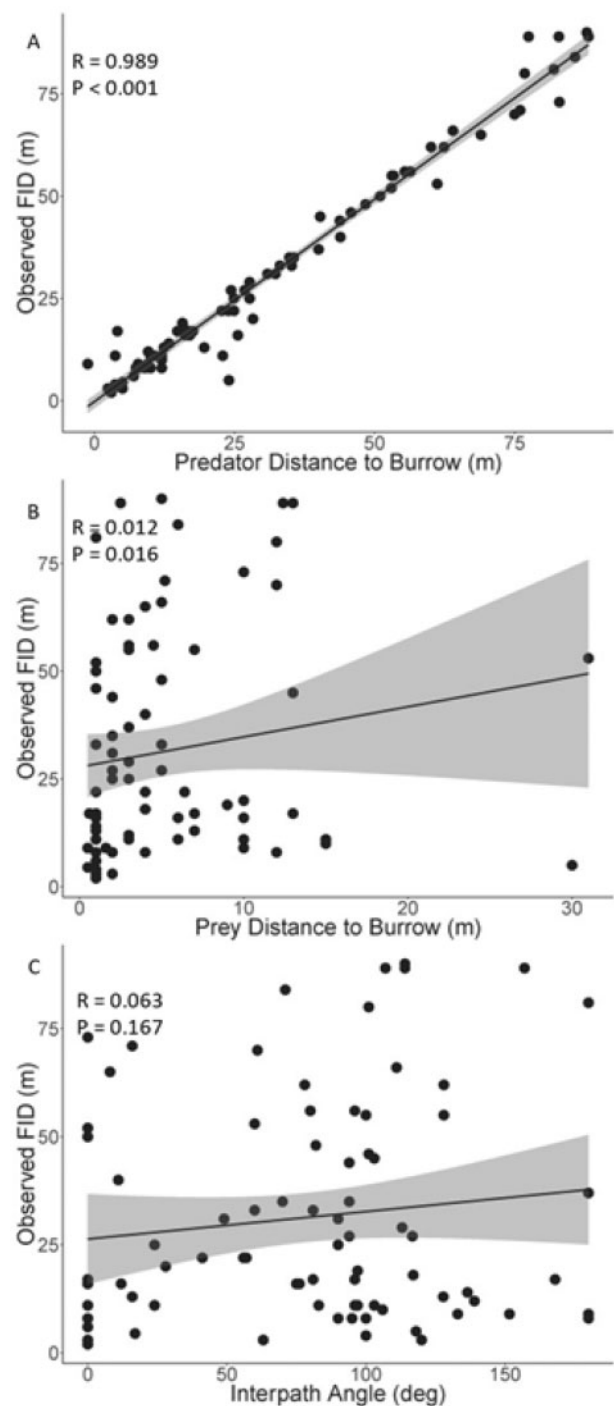 A
R = 0.989
P < 0.001
Observed FID (m)
75
50
25
0
0 25 50 75
Predator Distance to Burrow (m)
B
R = 0.012
P = 0.016
Observed FID (m)
75
50
25
0
0 10 20 30
Prey Distance to Burrow (m)
C
R = 0.063
P = 0.167
Observed FID (m)
75
50
25
0
0 50 100 150
Interpath Angle (deg)